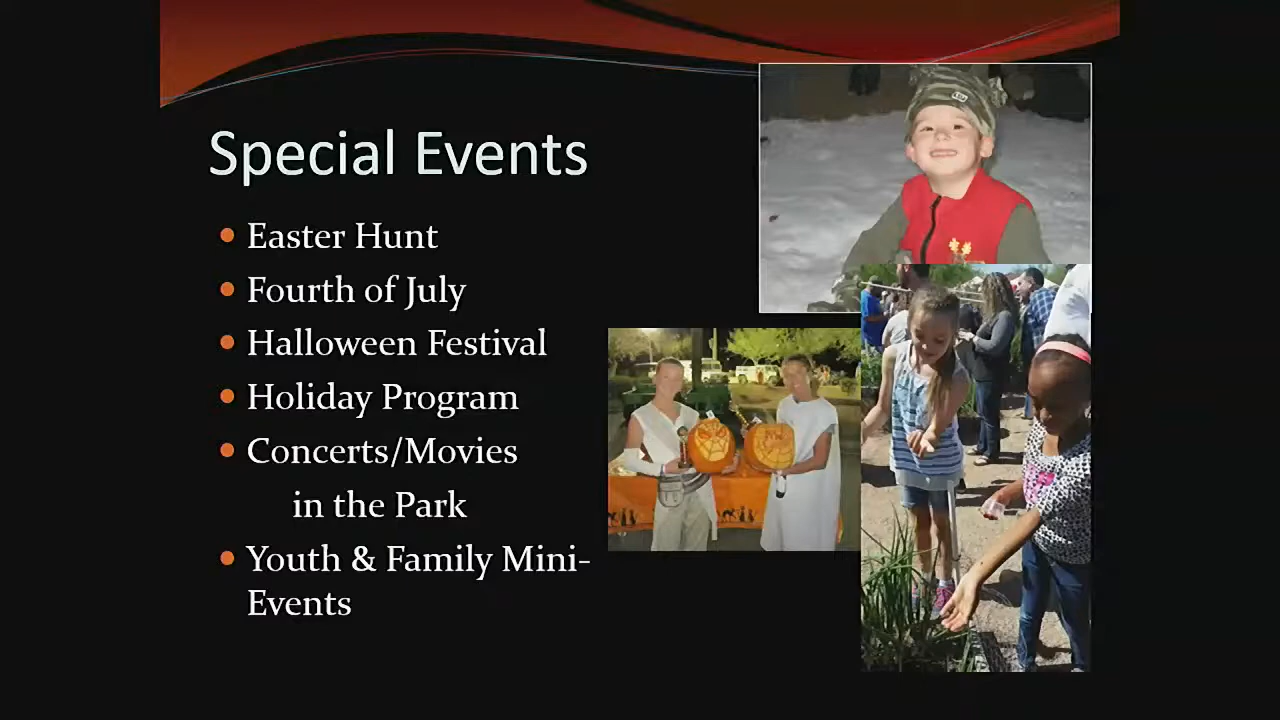 Special Events
Easter Hunt
Fourth of July
Halloween Festival
Holiday Program
Concerts/Movies
in the Park
Youth & Family Mini-
Events